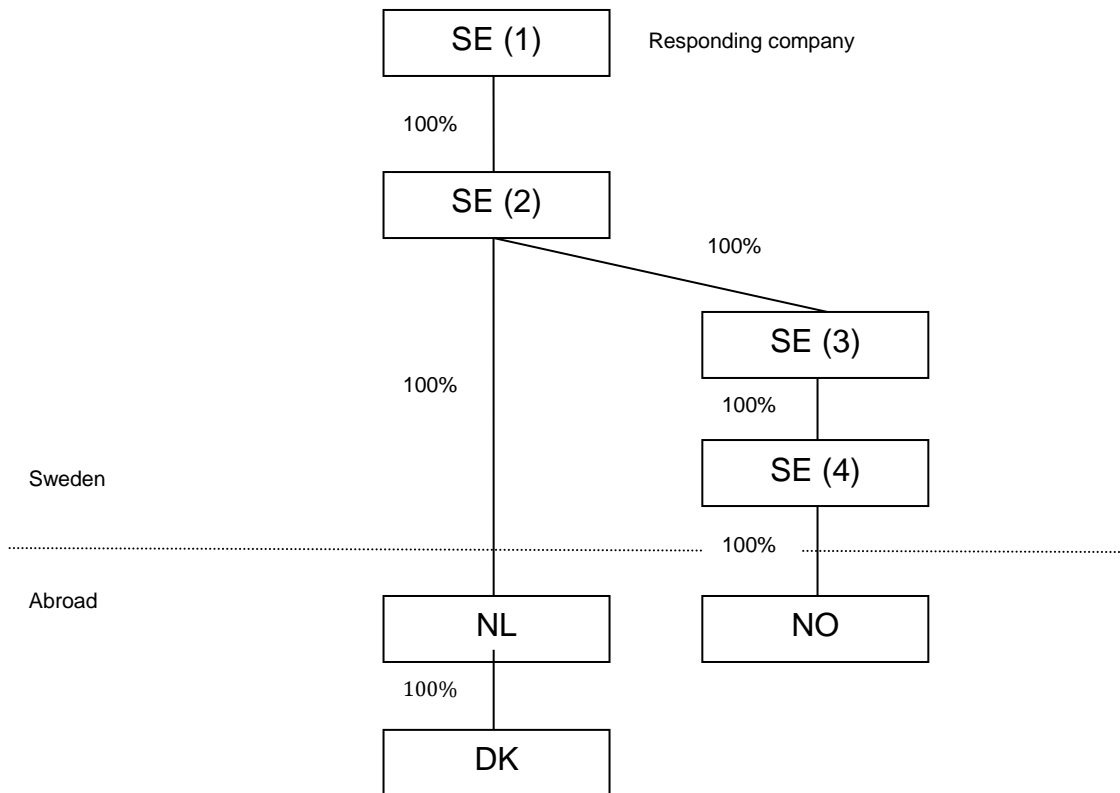 SE (1)
Responding company
100%
SE (2)
100%
SE (3)
100%
100%
SE (4)
Sweden
100%
Abroad
NL
NO
100%
DK